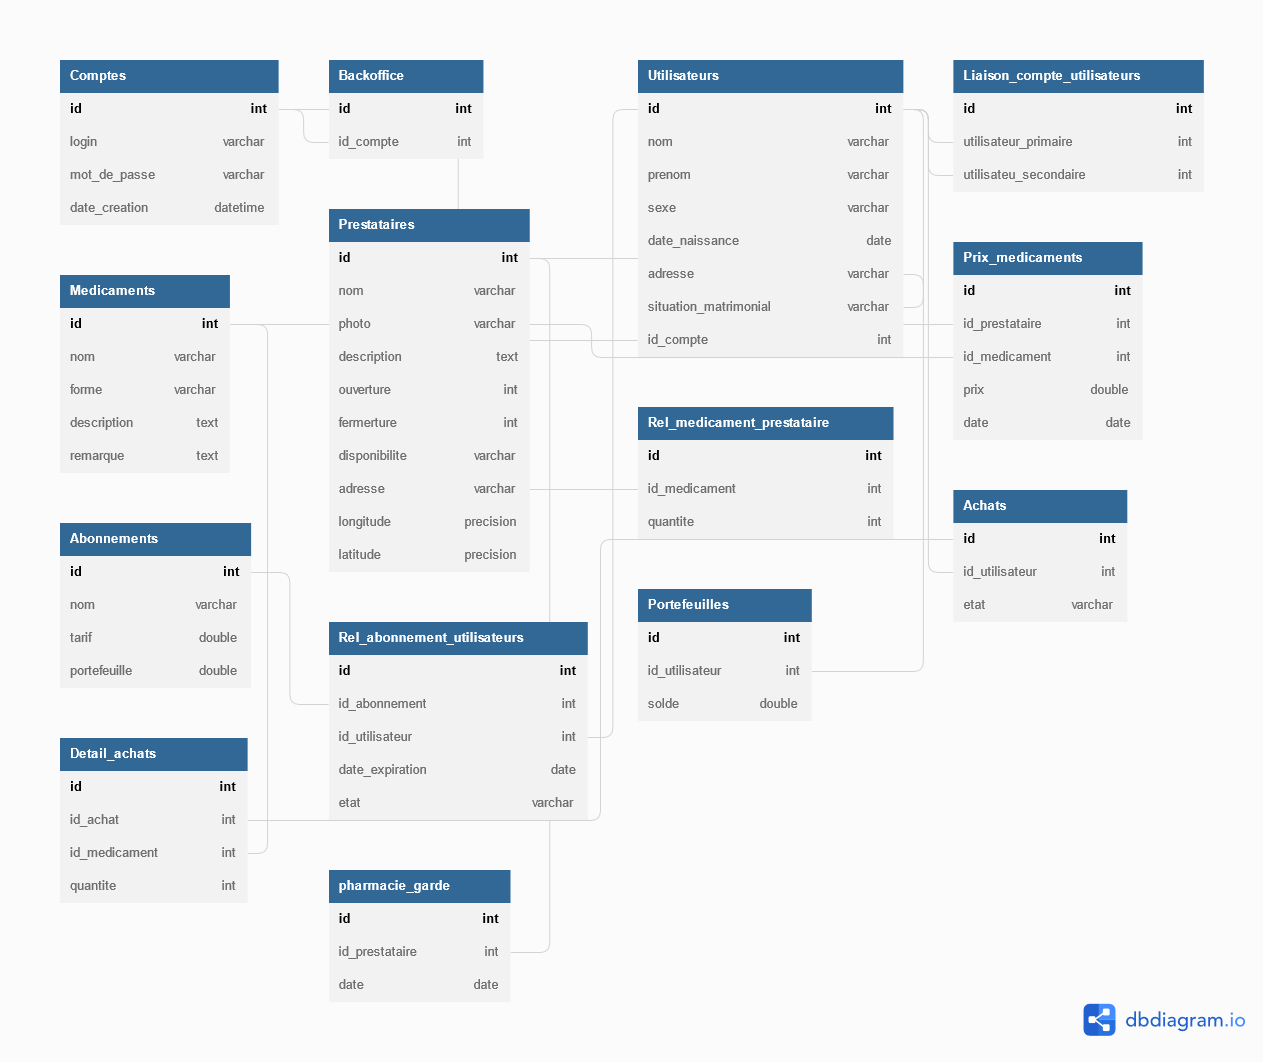 Comptes
id int
login varchar
mot_de_passe varchar
date_creation datetime
Backoffice
id int
id_compte int
Utilisateurs
id int
nom varchar
prenom varchar
sexe varchar
date_naissance date
adresse varchar
situation_matrimonial varchar
id_compte int
Liaison_compte_utilisateurs
id int
utilisateur_primaire int
utilisateu_secondaire int
Prestataires
id int
nom varchar
photo varchar
description text
ouverture int
fermerture int
disponibilite varchar
adresse varchar
longitude precision
latitude precision
Prix_medicaments
id int
id_prestataire int
id_medicament int
prix double
date date
Medicaments
id int
nom varchar
forme varchar
description text
remarque text
Rel_medicament_prestataire
id int
id_medicament int
quantite int
Achats
id int
id_utilisateur int
etat varchar
Abonnements
id int
nom varchar
tarif double
portefeuille double
Portefeuilles
id int
id_utilisateur int
solde double
Rel_abonnement_utilisateurs
id int
id_abonnement int
id_utilisateur int
date_expiration date
etat varchar
Detail_achats
id int
id_achat int
id_medicament int
quantite int
pharmacie_garde
id int
id_prestataire int
date date
dbdiagram.io